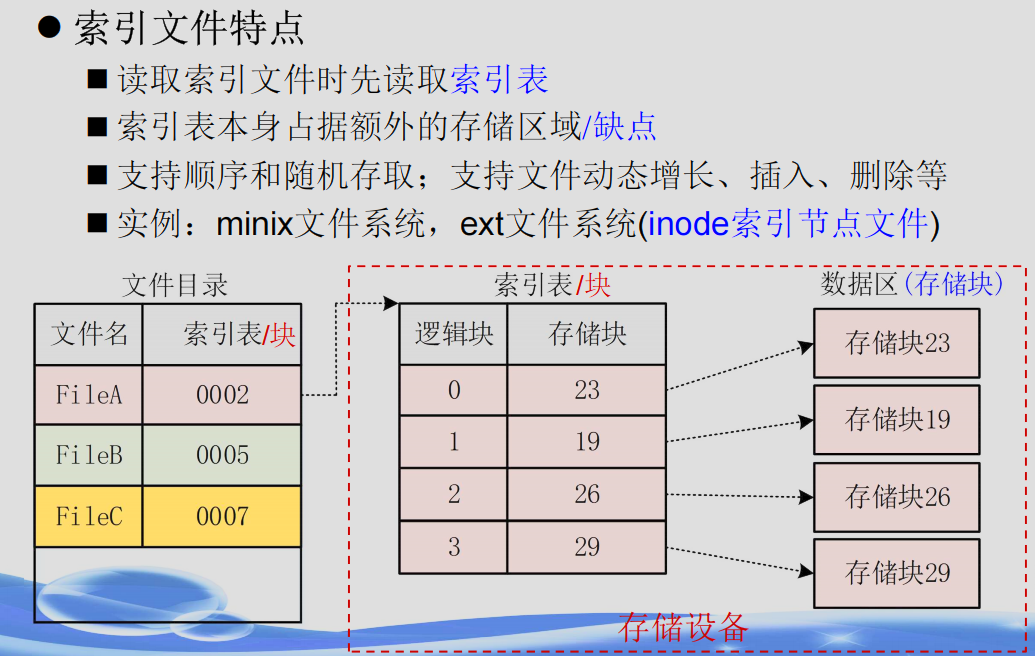 ● 索引文件特点
■ 读取索引文件时先读取索引表
■ 索引表本身占据额外的存储区域/缺点
■ 支持顺序和随机存取；支持文件动态增长、插入、删除等
■ 实例：minix文件系统，ext文件系统(inode索引节点文件)
文件目录
文件名 索引表/块
FileA 0002
FileB 0005
FileC 0007
索引表/块
逻辑块 存储块
0 23
1 19
2 26
3 29
数据区(存储块)
存储块23
存储块19
存储块26
存储块29
存储设备